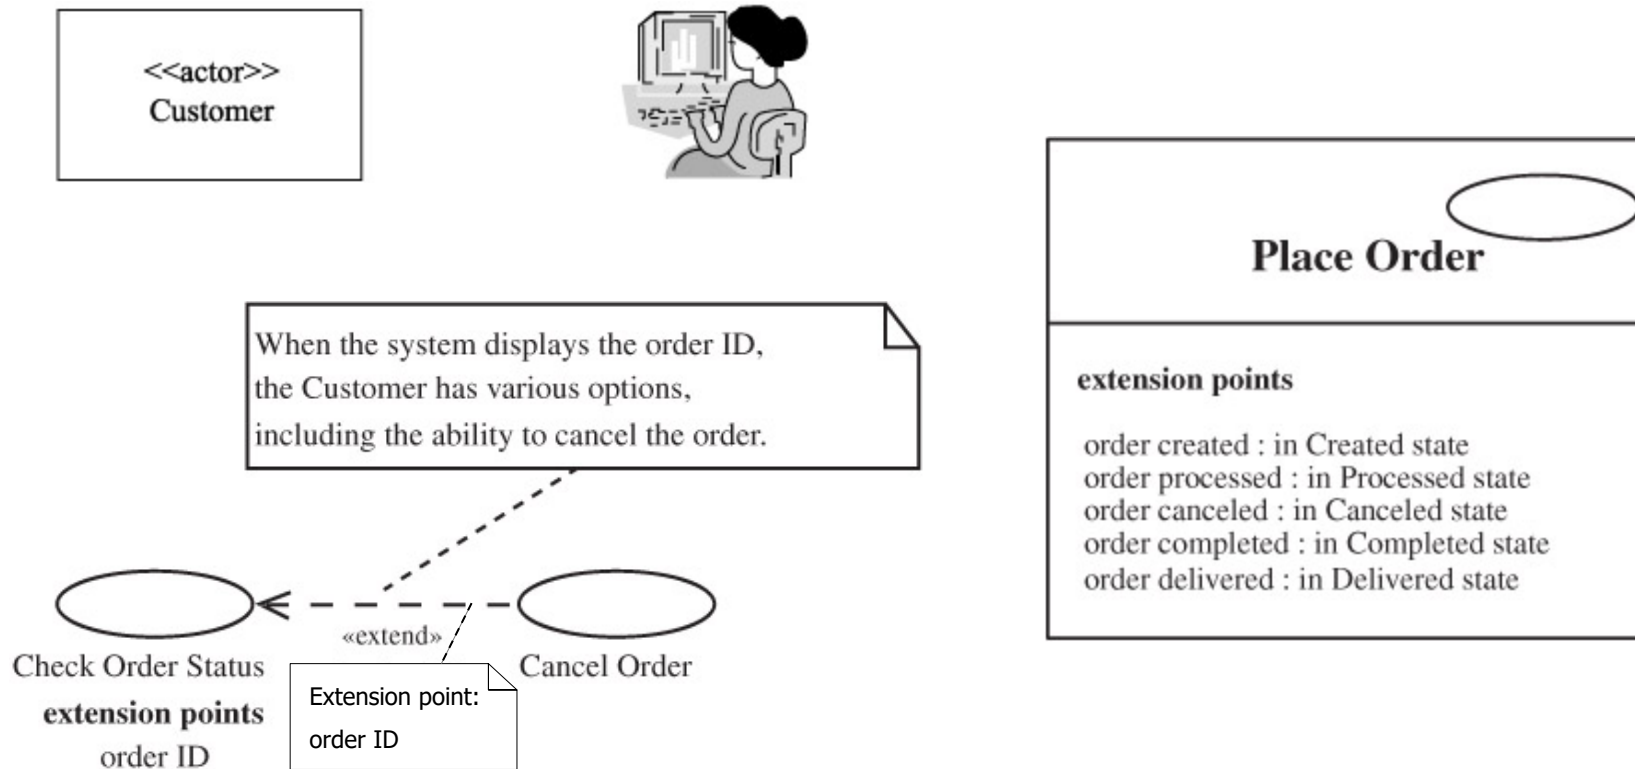 <<actor>>
Customer
When the system displays the order ID,
the Customer has various options,
including the ability to cancel the order.
«extend»
Check Order Status
extension points
order ID
Extension point:
order ID
Cancel Order
Place Order
extension points
order created : in Created state
order processed : in Processed state
order canceled : in Canceled state
order completed : in Completed state
order delivered : in Delivered state